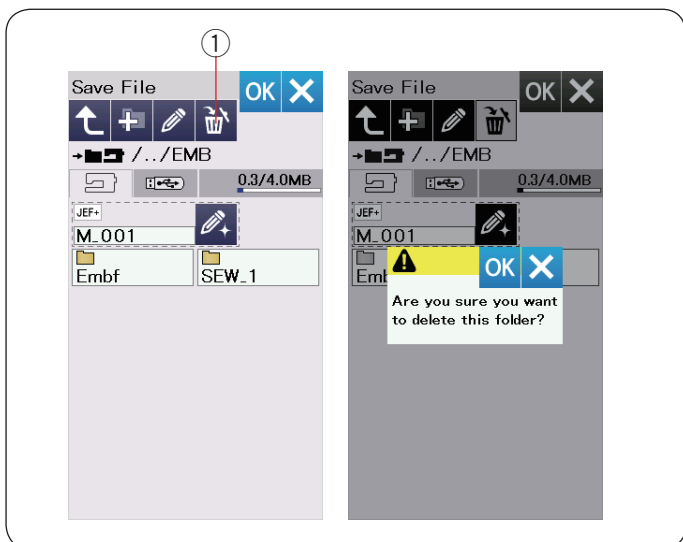 1
Save File
OK
/../EMB
0.3/4.0MB
JEF+
M_001
Embf
SEW_1
Save File
OK
/../EMB
0.3/4.0MB
JEF+
M_001
OK
Are you sure you want
to delete this folder?